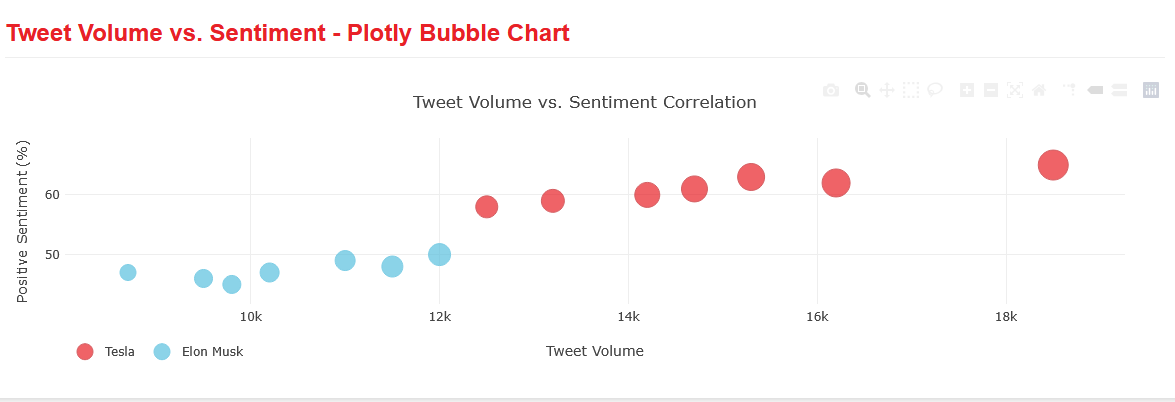 Tweet Volume vs. Sentiment - Plotly Bubble Chart
Tweet Volume vs. Sentiment Correlation
Positive Sentiment (%)
60
50
10k
12k
14k
16k
18k
Tweet Volume
Tesla
Elon Musk